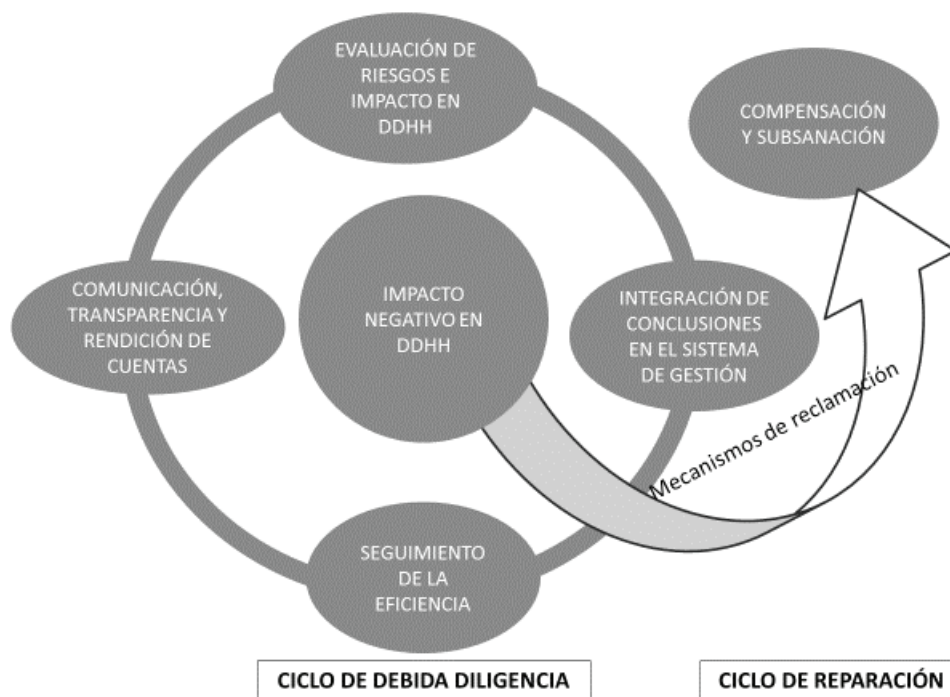 EVALUACIÓN DE
RIESGOS E
IMPACTO EN
DDHH
COMPENSACIÓN
Y SUBSANACIÓN
COMUNICACIÓN,
TRANSPARENCIA Y
RENDICIÓN DE
CUENTAS
IMPACTO
NEGATIVO EN
DDHH
INTEGRACIÓN DE
CONCLUSIONES
EN EL SISTEMA
DE GESTIÓN
Mecanismos de reclamación
SEGUIMIENTO
DE LA
EFICIENCIA
CICLO DE DEBIDA DILIGENCIA
CICLO DE REPARACIÓN